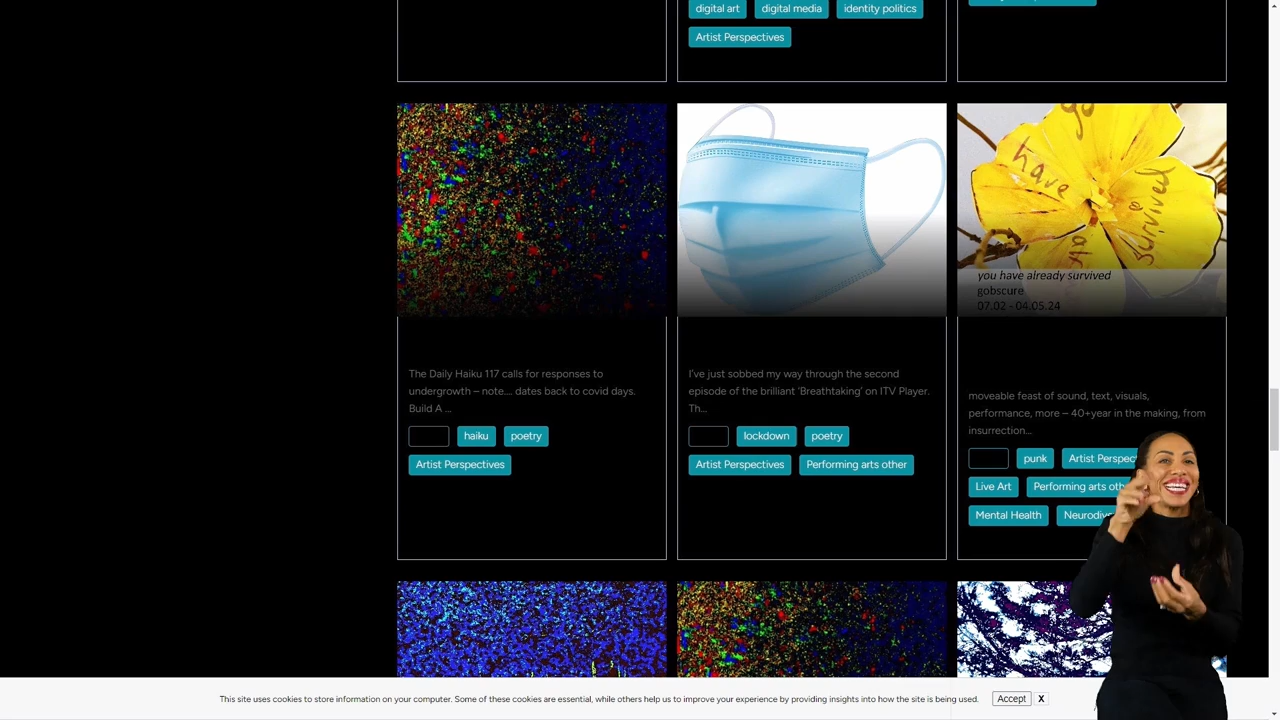 digital art
digital media
identity politics
Artist Perspectives
have
survived
you have already survived
gobscure
07.02 - 04.05.24
The Daily Haiku 117 calls for responses to
undergrowth – note.... dates back to covid days.
Build A ...
haiku
poetry
Artist Perspectives
I've just sobbed my way through the second
episode of the brilliant 'Breathtaking' on ITV Player.
Th...
lockdown
poetry
Artist Perspectives
Performing arts other
moveable feast of sound, text, visuals,
performance, more – 40+year in the making, from
insurrection...
punk
Artist Perspec
Live Art
Performing arts oth
Mental Health
Neurodiv
This site uses cookies to store information on your computer. Some of these cookies are essential, while others help us to improve your experience by providing insights into how the site is being used.
Accept
X